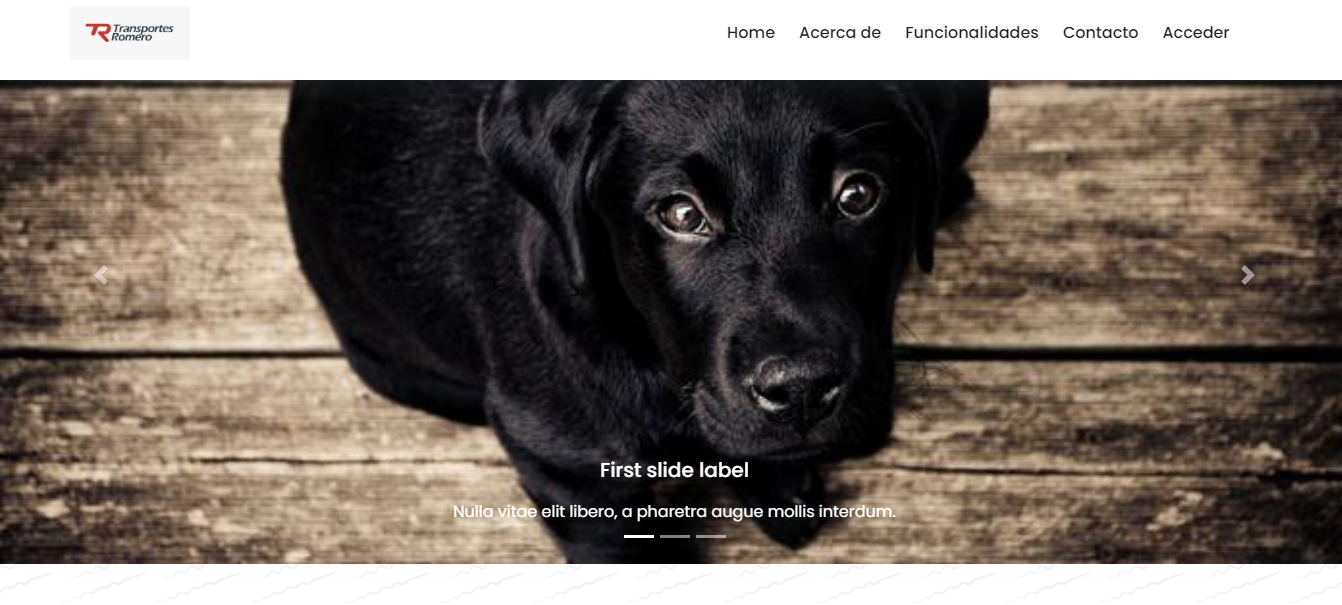 Transportes
Romero
Home Acerca de Funcionalidades Contacto Acceder
First slide label
Nulla vitae elit libero, a pharetra augue mollis interdum.